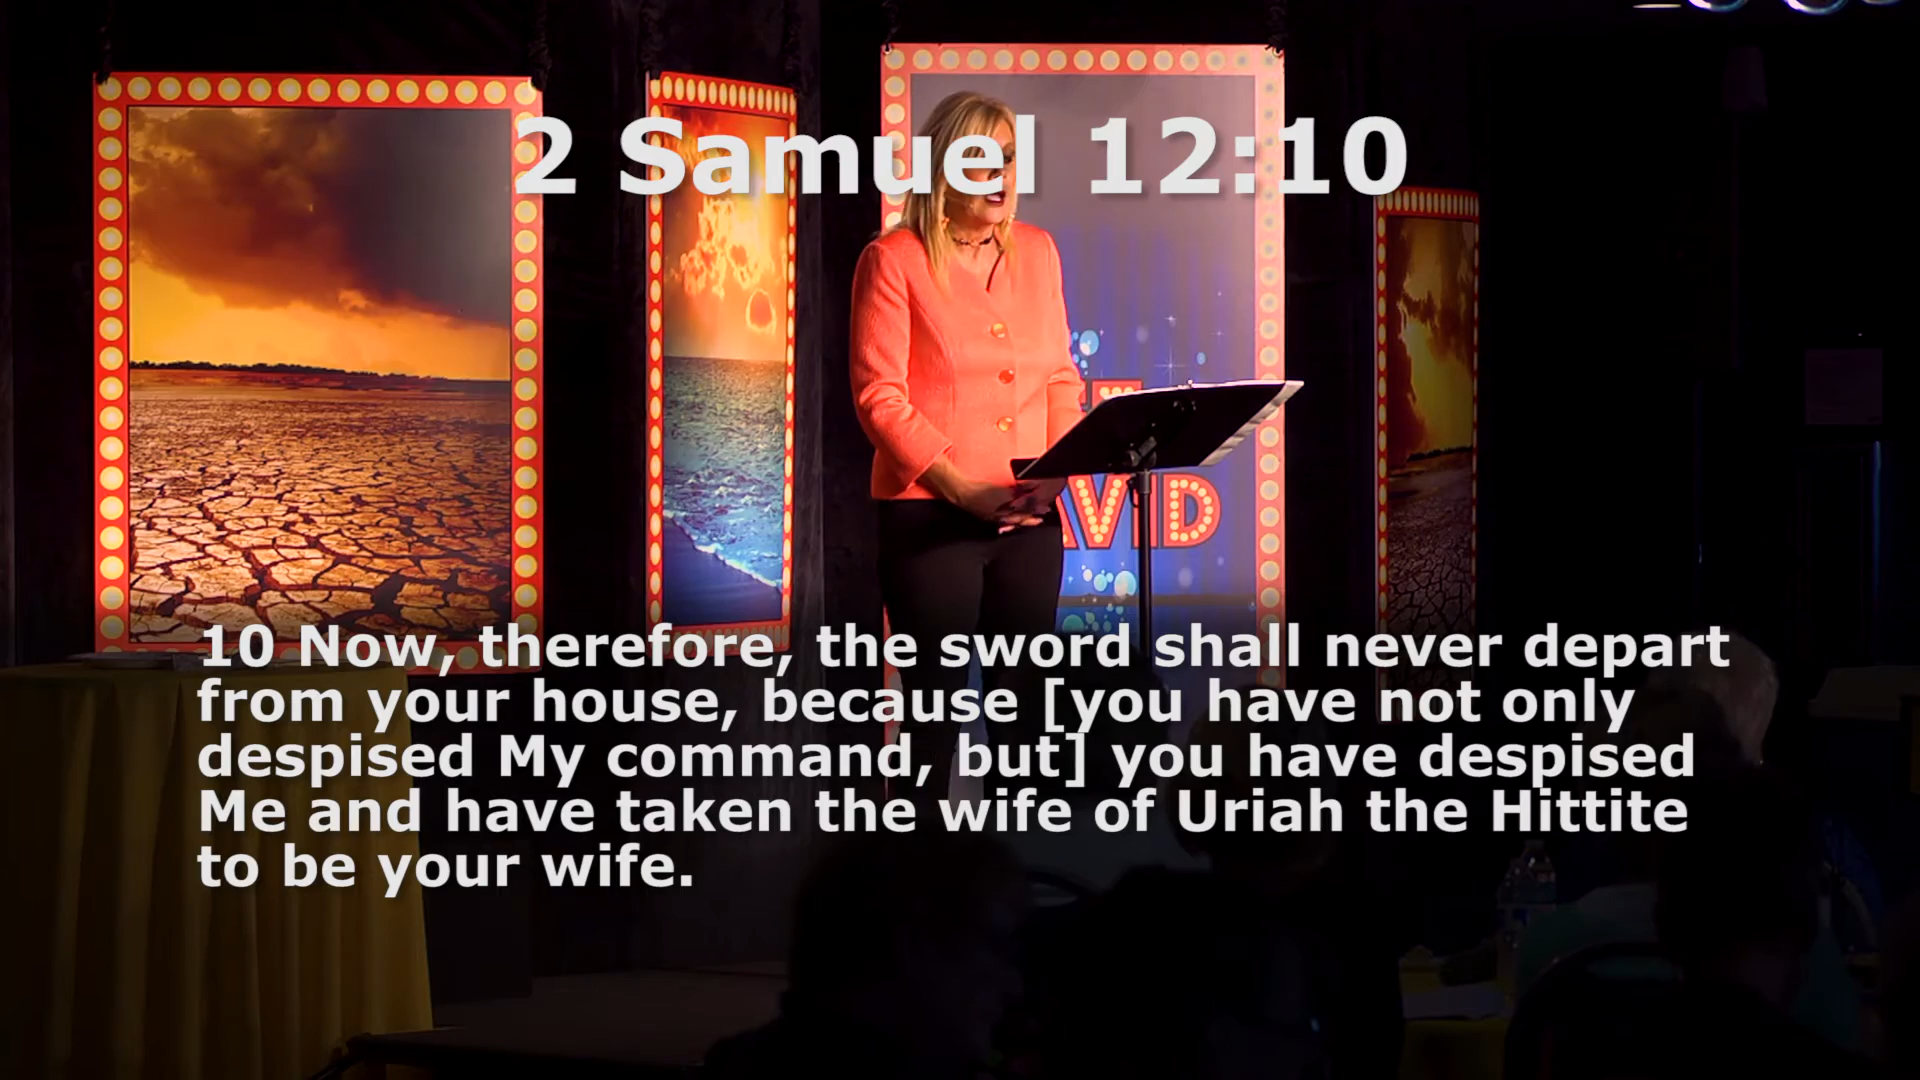 2 Samuel 12:10
AVID
10 Now, therefore, the sword shall never depart
from your house, because [you have not only
despised My command, but] you have despised
Me and have taken the wife of Uriah the Hittite
to be your wife.